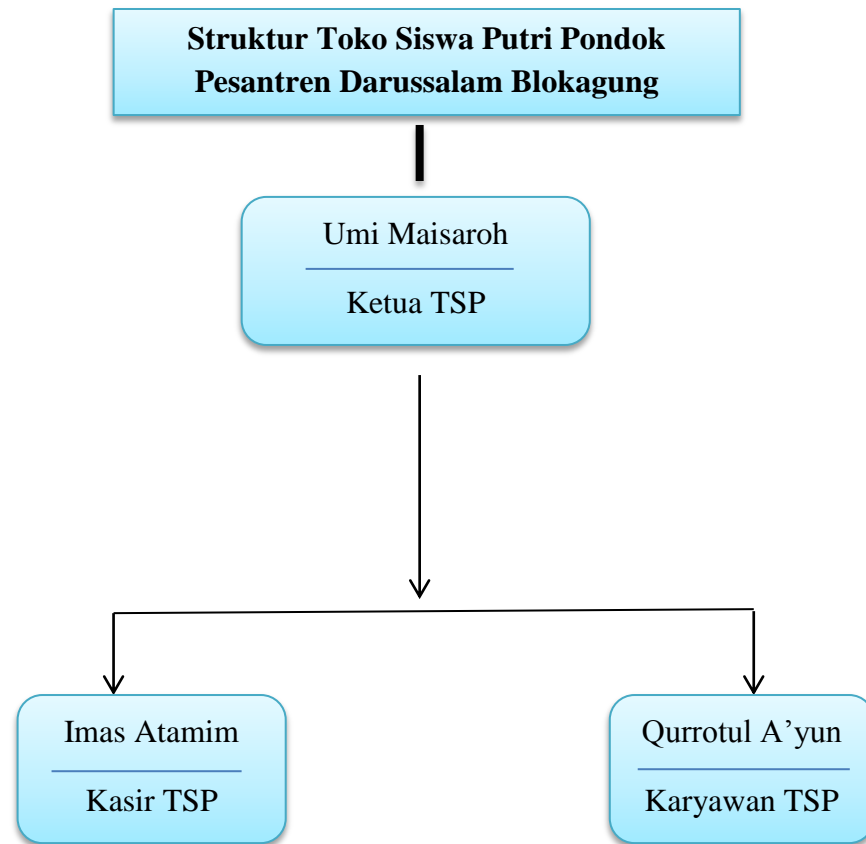 Struktur Toko Siswa Putri Pondok
Pesantren Darussalam Blokagung
Umi Maisaroh
Ketua TSP
Imas Atamim
Kasir TSP
Qurrotul A’yun
Karyawan TSP